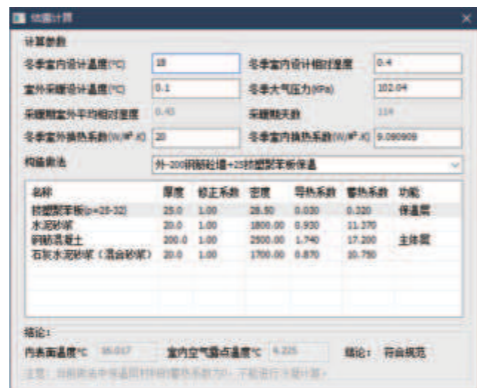 结露计算
计算参数
冬季室内设计温度(℃) 18 冬季室内设计相对湿度 0.4
室外采暖设计温度(℃) 0.1 冬季大气压力(kPa) 102.04
采暖期室外平均相对湿度 采暖期天数
冬季室外换热系数(W/㎡.K) 20 冬季室内换热系数(W/㎡.K) 9.090909
构造做法 外-200钢筋砼墙+25挤塑聚苯板保温
名称 厚度 修正系数 密度 导热系数 蓄热系数 功能
挤塑聚苯板(ρ=25-32) 25.0 1.00 28.50 0.030 0.320 保温层
水泥砂浆 20.0 1.00 1800.00 0.930 11.370
钢筋混凝土 200.0 1.00 2500.00 1.740 17.200 主体层
石灰水泥砂浆（混合砂浆） 20.0 1.00 1700.00 0.870 10.750
结论:
内表面温度℃ 室内空气露点温度℃ 4.225 结论: 符合规范